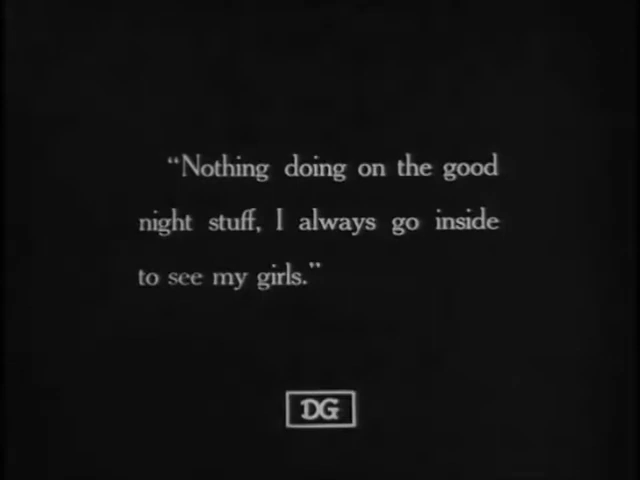 “Nothing doing on the good
night stuff, I always go inside
to see my girls.”
DG